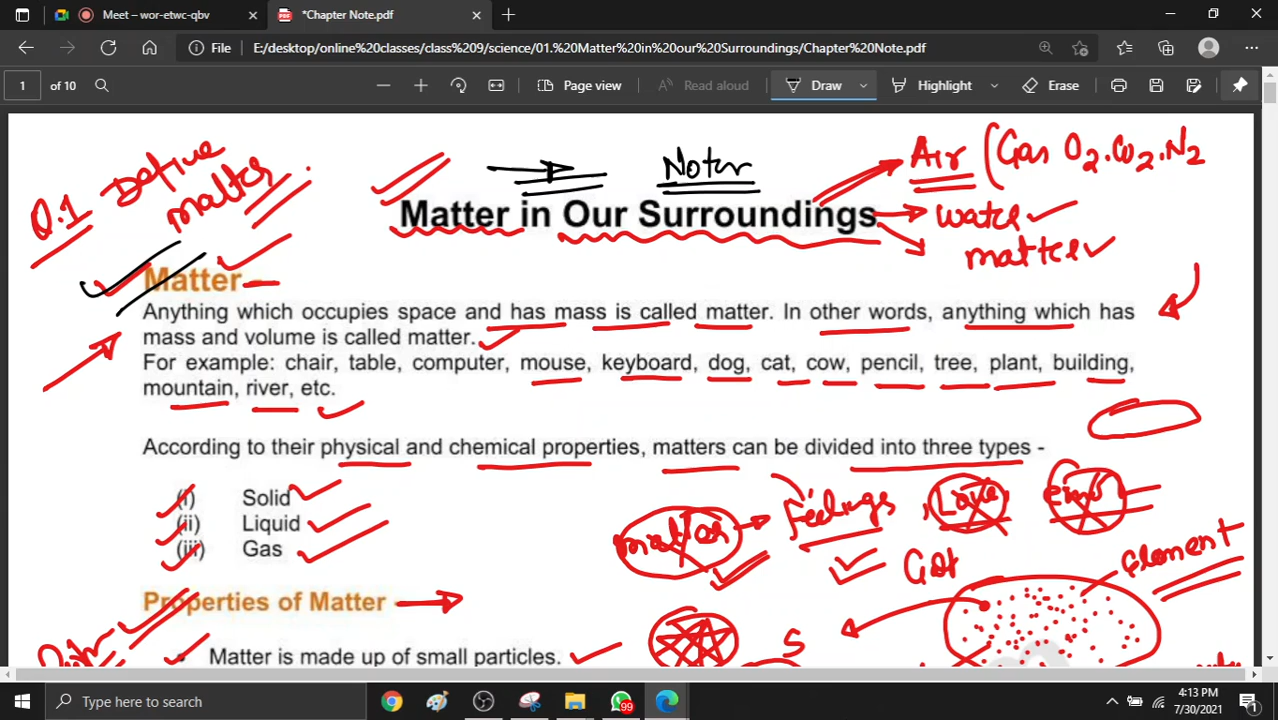 Meet – wor-etwc-qbv
*Chapter Note.pdf
File
E:/desktop/online%20classes/class%209/science/01.%20Matter%20in%20our%20Surroundings/Chapter%20Note.pdf
1 of 10
Page view
Read aloud
Draw
Highlight
Erase
Q.1 Define matter
Notes
Air (Gas O2.CO2.N2
Matter in Our Surroundings
water
matter
Matter
Anything which occupies space and has mass is called matter. In other words, anything which has
mass and volume is called matter.
For example: chair, table, computer, mouse, keyboard, dog, cat, cow, pencil, tree, plant, building,
mountain, river, etc.
According to their physical and chemical properties, matters can be divided into three types -
(i) Solid
(ii) Liquid
(iii) Gas
matter
Feelings, Love,
Element
Properties of Matter
S
Matter is made up of small particles.
Type here to search
99
4:13 PM
7/30/2021
1